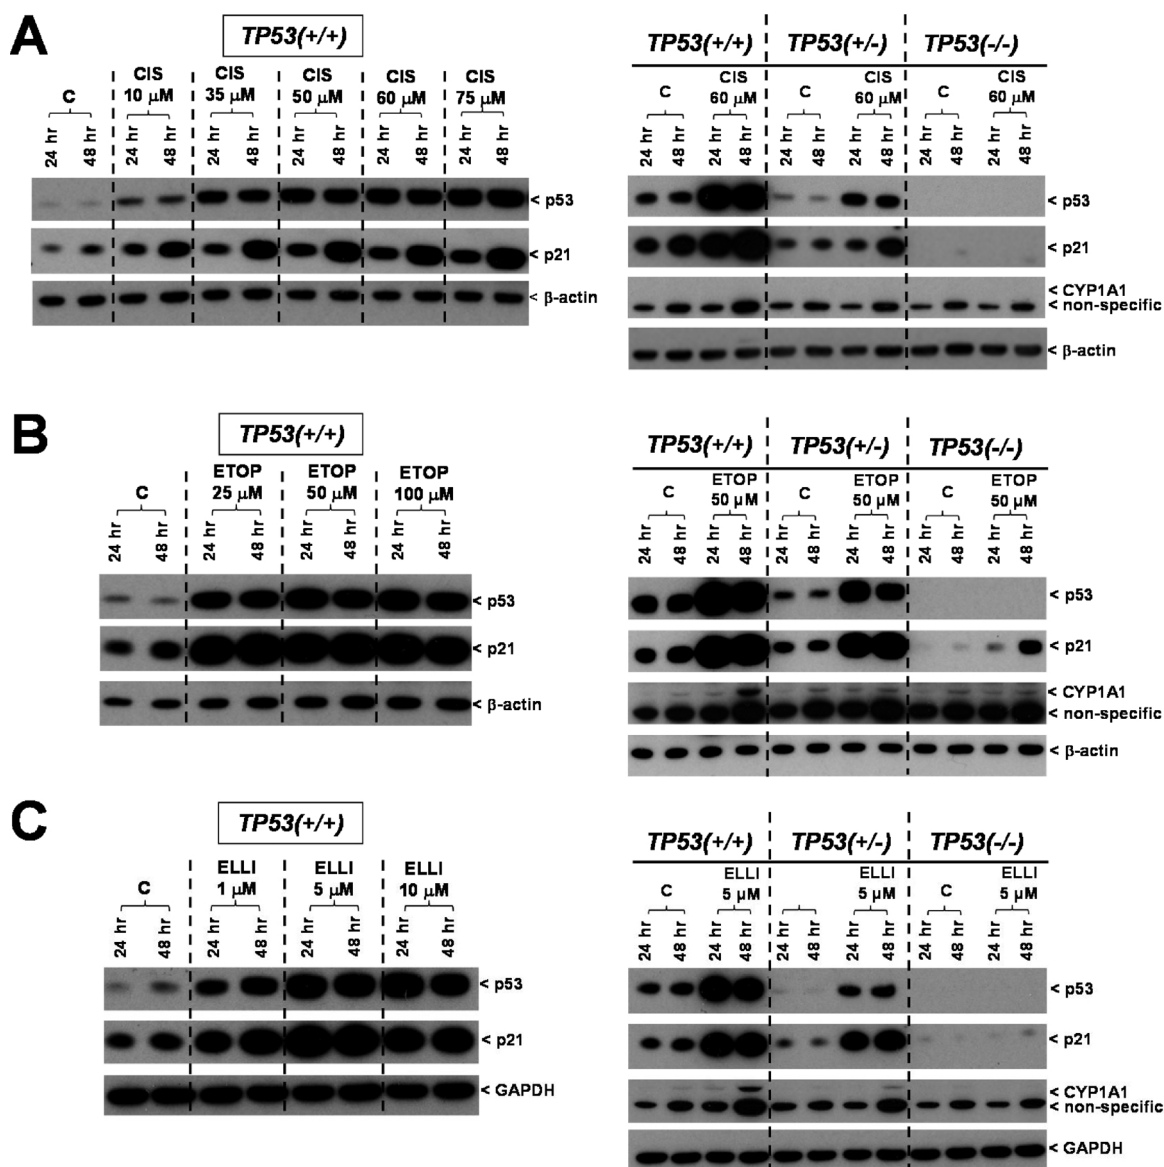 A
TP53(+/+)
C
CIS
10 µM
CIS
35 µM
CIS
50 µM
CIS
60 µM
CIS
75 µM
24 hr 48 hr 24 hr 48 hr 24 hr 48 hr 24 hr 48 hr 24 hr 48 hr 24 hr 48 hr
< p53
< p21
< β-actin
TP53(+/+) TP53(+/-) TP53(-/-)
C
CIS
60 µM
C
CIS
60 µM
C
CIS
60 µM
24 hr 48 hr 24 hr 48 hr 24 hr 48 hr 24 hr 48 hr 24 hr 48 hr 24 hr 48 hr
< p53
< p21
< CYP1A1
< non-specific
< β-actin
B
TP53(+/+)
C
ETOP
25 µM
ETOP
50 µM
ETOP
100 µM
24 hr 48 hr 24 hr 48 hr 24 hr 48 hr 24 hr 48 hr
< p53
< p21
< β-actin
TP53(+/+) TP53(+/-) TP53(-/-)
C
ETOP
50 µM
C
ETOP
50 µM
C
ETOP
50 µM
24 hr 48 hr 24 hr 48 hr 24 hr 48 hr 24 hr 48 hr 24 hr 48 hr 24 hr 48 hr
< p53
< p21
< CYP1A1
< non-specific
< β-actin
C
TP53(+/+)
C
ELLI
1 µM
ELLI
5 µM
ELLI
10 µM
24 hr 48 hr 24 hr 48 hr 24 hr 48 hr 24 hr 48 hr
< p53
< p21
< GAPDH
TP53(+/+) TP53(+/-) TP53(-/-)
C
ELLI
5 µM
ELLI
5 µM
C
ELLI
5 µM
24 hr 48 hr 24 hr 48 hr 24 hr 48 hr 24 hr 48 hr 24 hr 48 hr 24 hr 48 hr
< p53
< p21
< CYP1A1
< non-specific
< GAPDH